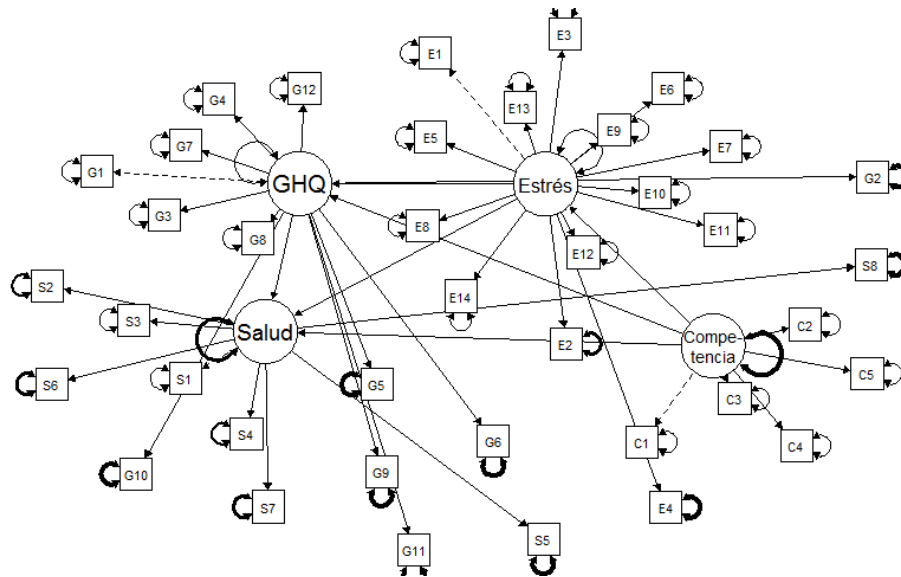 E3
E1
G12
E6
G4
E13
E9
E5
G7
E7
G1
GHQ
Estrés
G2
E10
G3
E8
E11
G8
E12
S8
S2
E14
S3
Salud
C2
E2
Compe-
tencia
S6
S1
G5
C5
C3
S4
G6
C1
C4
G10
G9
S7
E4
S5
G11